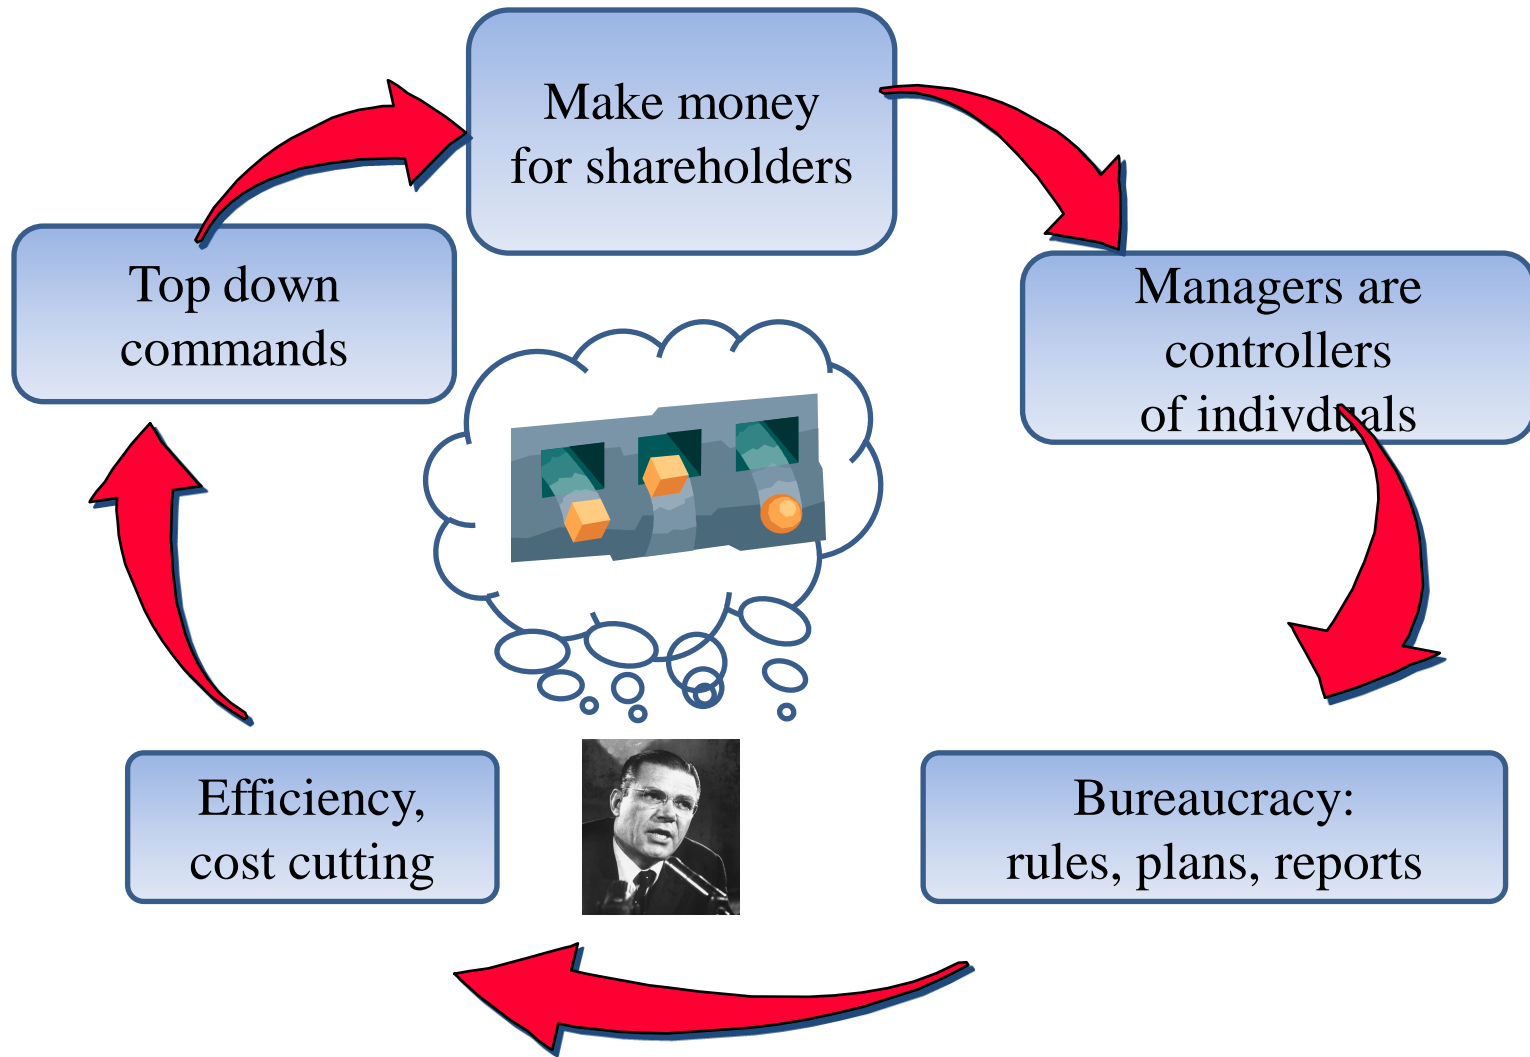 Make money
for shareholders
Top down
commands
Managers are
controllers
of indivduals
Efficiency,
cost cutting
Bureaucracy:
rules, plans, reports